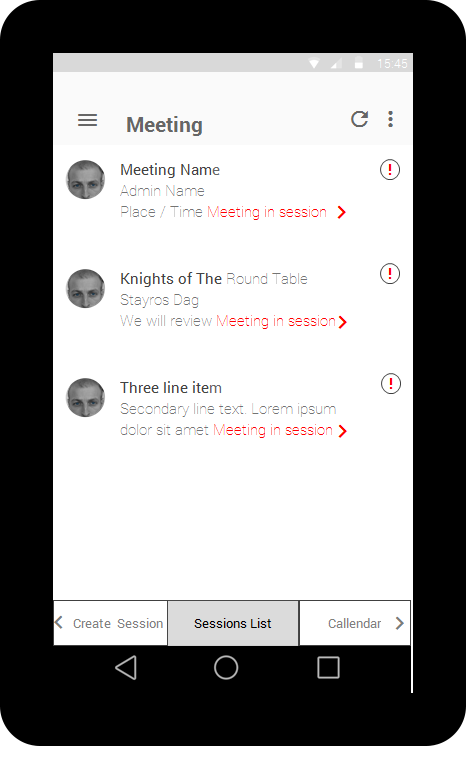 15:45
Meeting
Meeting Name
Admin Name
Place / Time Meeting in session
Knights of The Round Table
Stayros Dag
We will review Meeting in session
Three line item
Secondary line text. Lorem ipsum
dolor sit amet Meeting in session
Create Session Sessions List Callendar